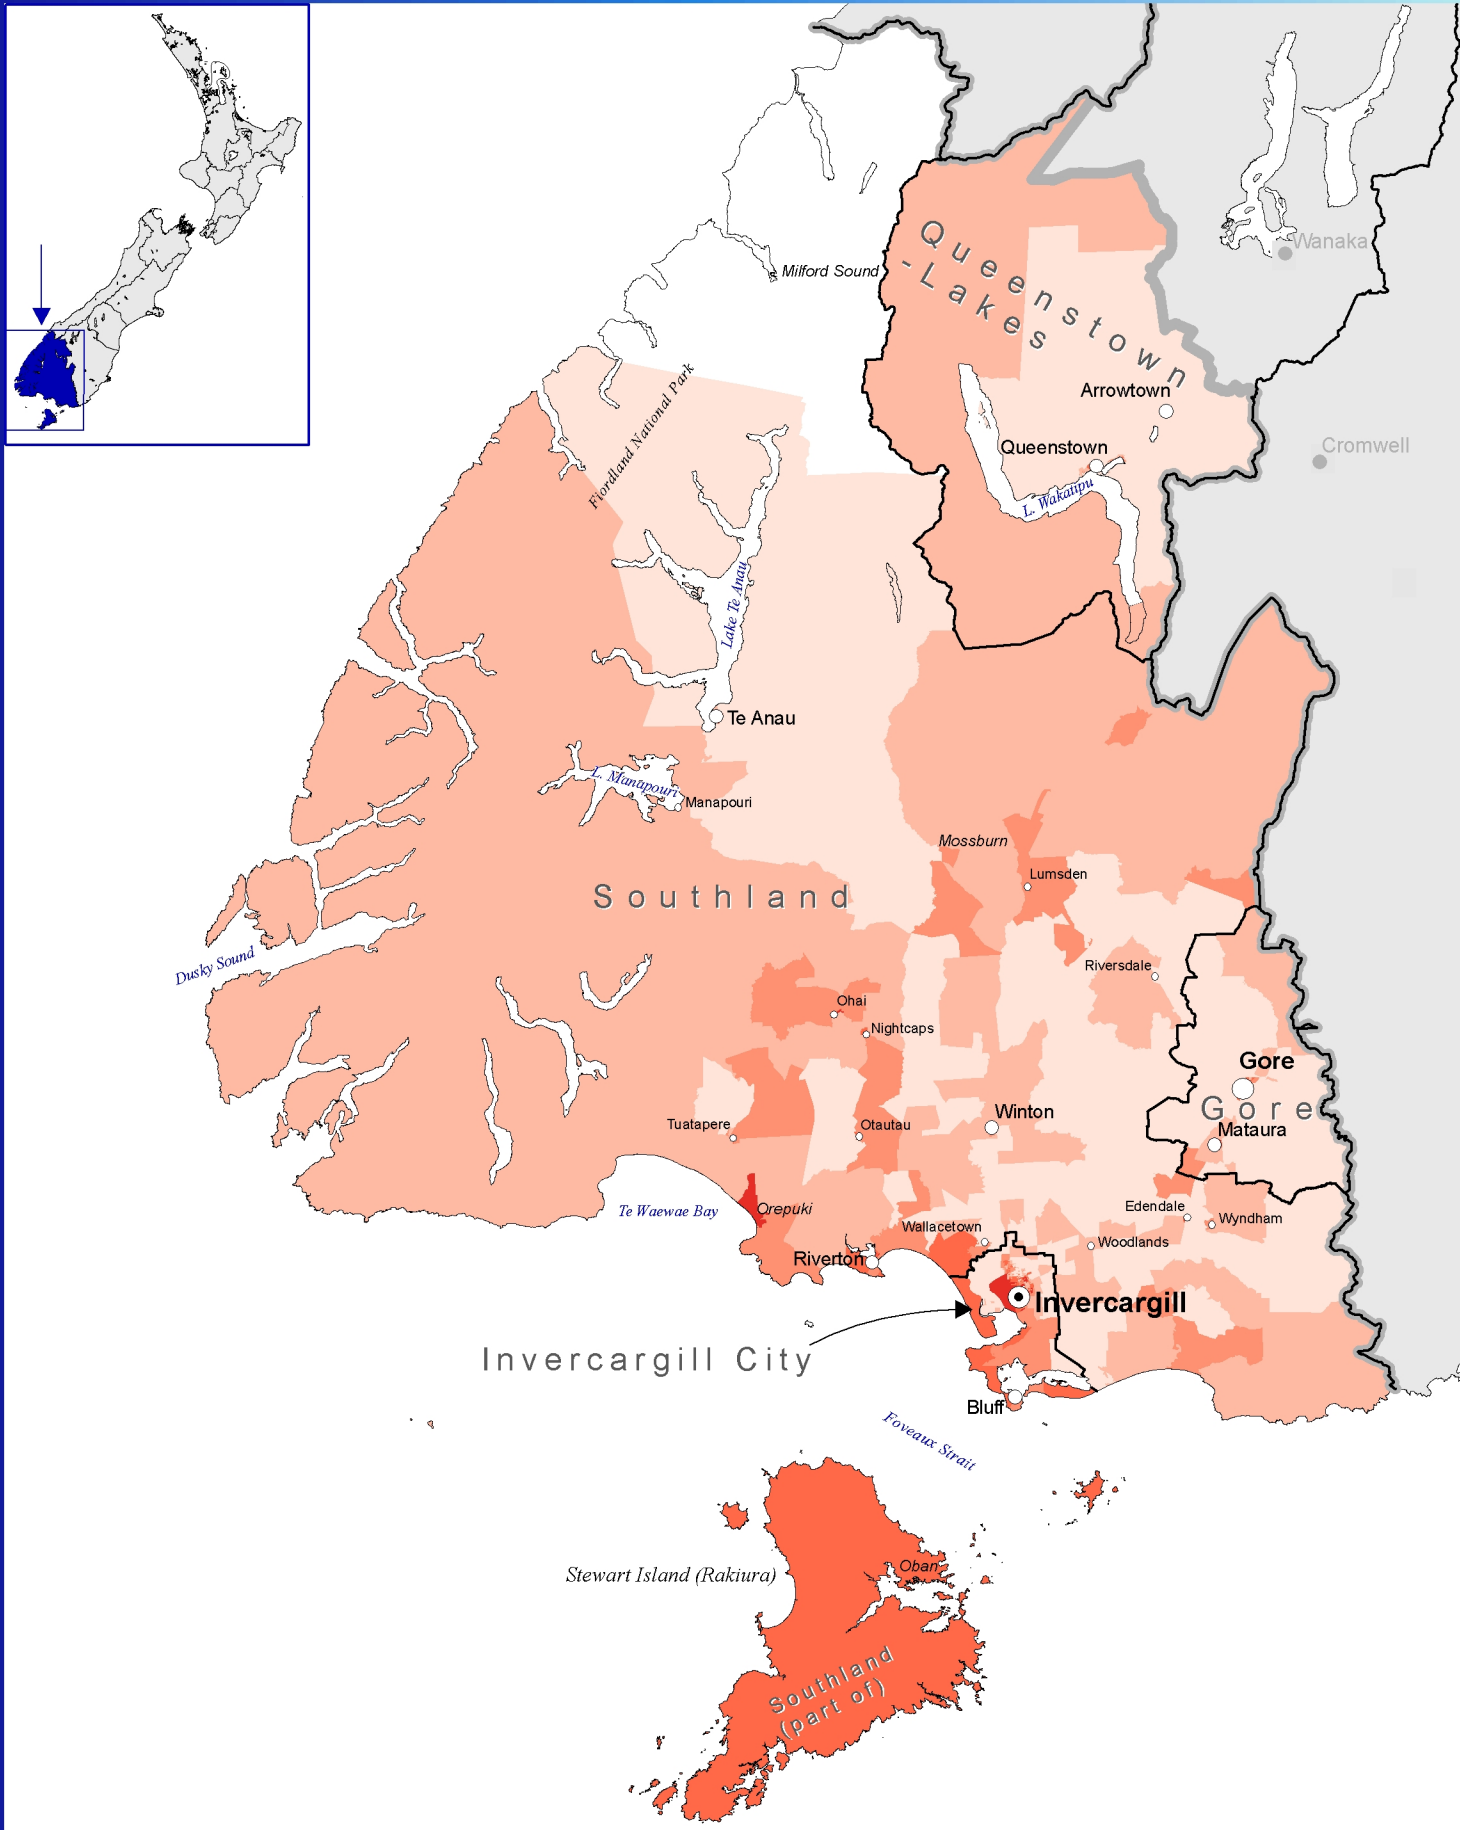 Wanaka
Milford Sound
Queenstown
-Lakes
Fiordland National Park
Arrowtown
Queenstown
Cromwell
L. Wakatipu
Lake Te Anau
Te Anau
L. Manapouri
Manapouri
Mossburn
Lumsden
Southland
Dusky Sound
Riversdale
Ohai
Nightcaps
Gore
Gore
Winton
Tuatapere
Otautau
Mataura
Te Waewae Bay
Orepuki
Edendale
Wyndham
Wallacetown
Woodlands
Riverton
Invercargill
Invercargill City
Bluff
Foveaux Strait
Oban
Stewart Island (Rakiura)
Southland
(part of)